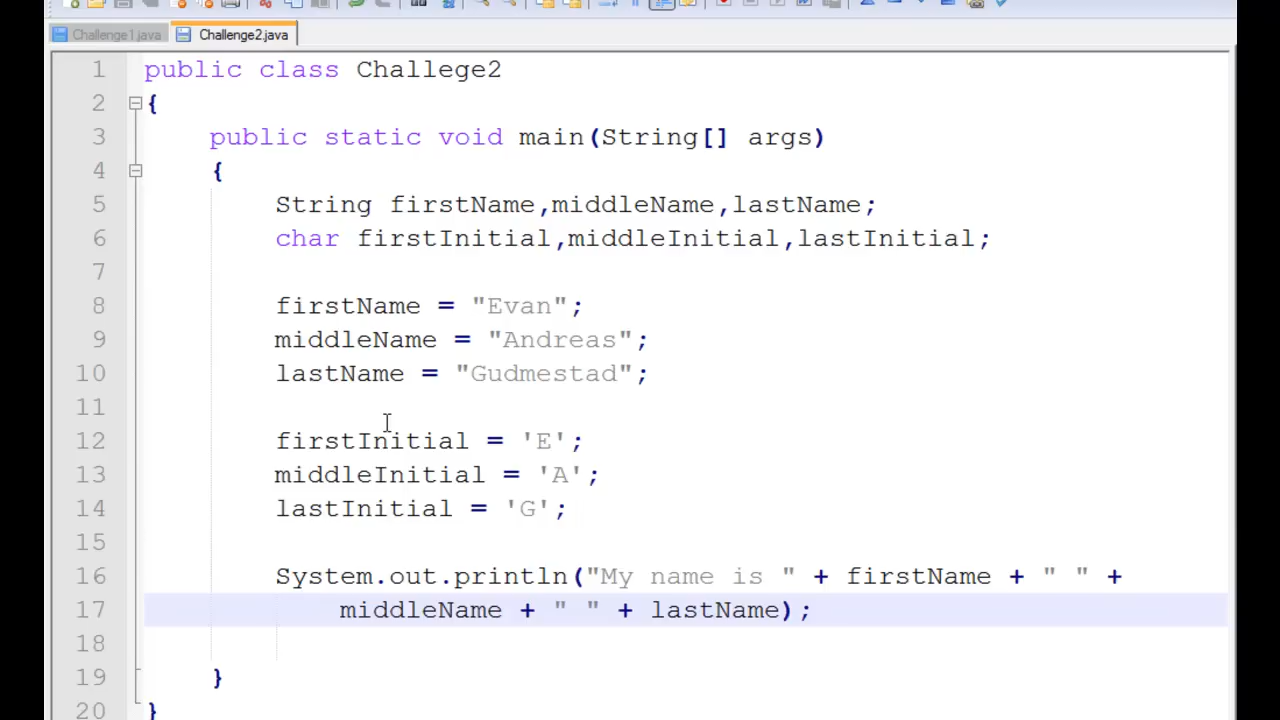 Challenge1.java Challenge2.java
1 public class Challege2
2 {
3 public static void main(String[] args)
4 {
5 String firstName,middleName,lastName;
6 char firstInitial,middleInitial,lastInitial;
7
8 firstName = "Evan";
9 middleName = "Andreas";
10 lastName = "Gudmestad";
11
12 firstInitial = 'E';
13 middleInitial = 'A';
14 lastInitial = 'G';
15
16 System.out.println("My name is " + firstName + " " +
17 middleName + " " + lastName);
18
19 }
20 }